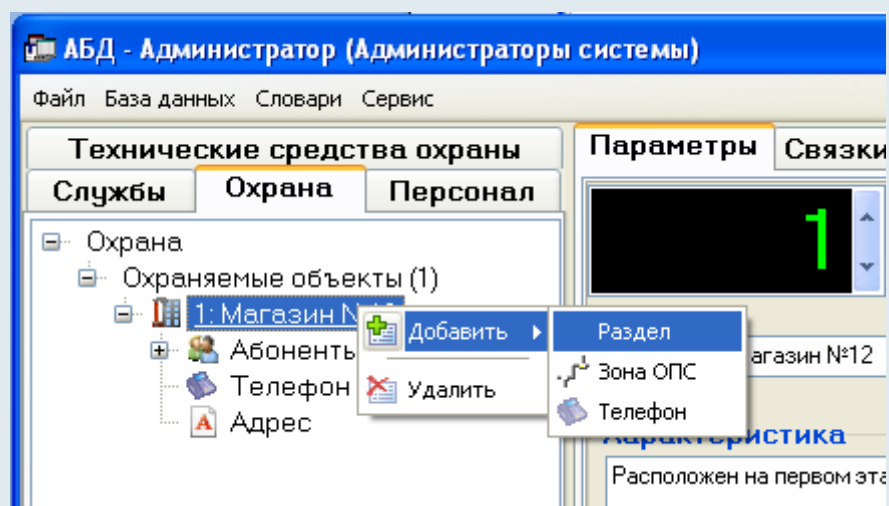 АБД - Администратор (Администраторы системы)
Файл База данных Словари Сервис
Технические средства охраны
Службы Охрана Персонал
Параметры Связки
1
Охрана
Охраняемые объекты (1)
1: Магазин
Абоненты
Телефон
Адрес
Добавить
Удалить
Раздел
Зона ОПС
Телефон
агазин №12
Характеристика
Расположен на первом эта